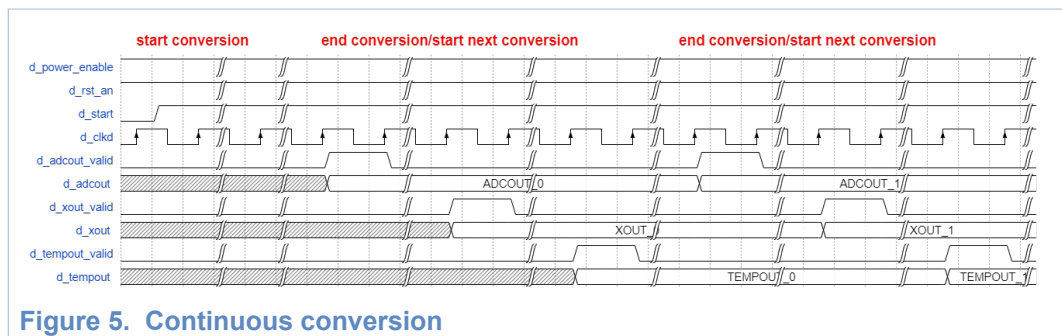 start conversion end conversion/start next conversion end conversion/start next conversion
d_power_enable
d_rst_an
d_start
d_clkd
d_adcout_valid
d_adcout ADCOUT_0 ADCOUT_1
d_xout_valid
d_xout XOUT_0 XOUT_1
d_tempout_valid
d_tempout TEMPOUT_0 TEMPOUT_1
Figure 5. Continuous conversion